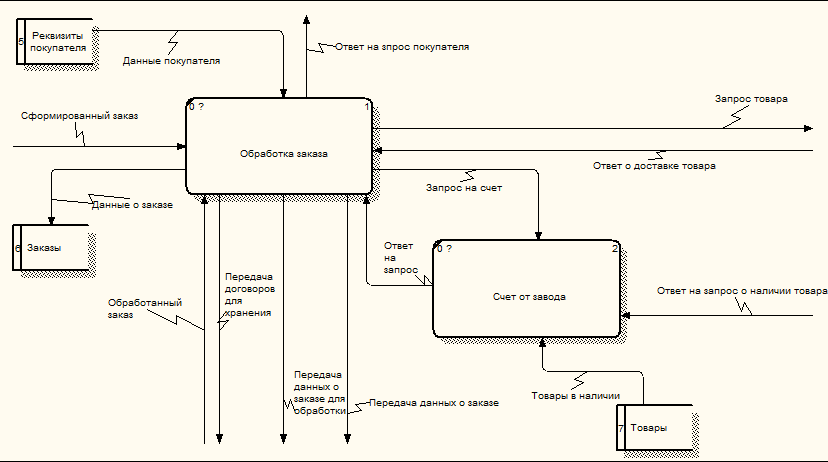 5
Реквизиты
покупателя
Данные покупателя
Ответ на зпрос покупателя
Запрос товара
Сформированный заказ
0 ?
1
Обработка заказа
Ответ о доставке товара
Запрос на счет
Данные о заказе
6
Заказы
Ответ
на
запрос
0 ?
2
Счет от завода
Ответ на запрос о наличии товара
Передача
договоров
для
хранения
Обработанный
заказ
Передача
данных о
заказе для
обработки
Передача данных о заказе
Товары в наличии
7
Товары